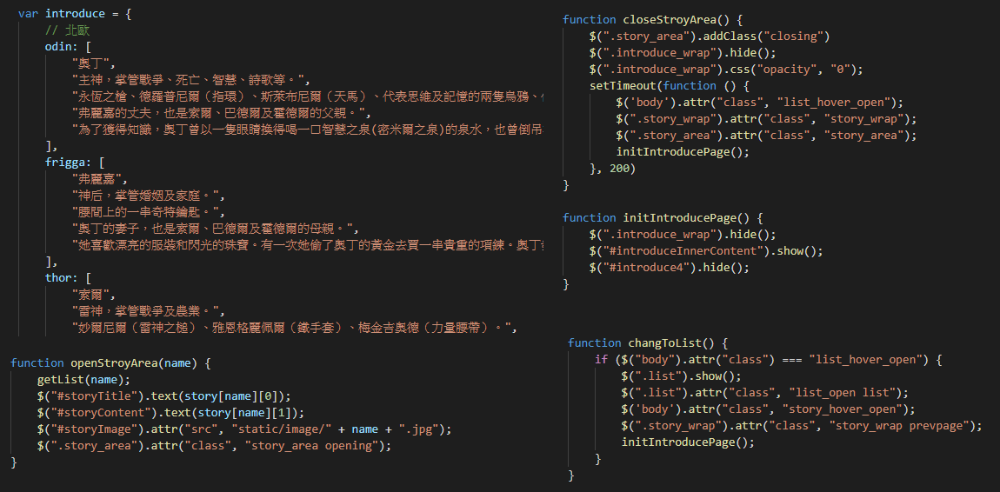 var introduce = {
    // 北歐
    odin: [
        "奧丁",
        "主神，掌管戰爭、死亡、智慧、詩歌等。",
        "永恆之槍、德羅普尼爾（指環）、斯萊布尼爾（天馬）、代表思維及記憶的兩隻烏鴉、
        "弗麗嘉的丈夫，也是索爾、巴德爾及霍德爾的父親。",
        "為了獲得知識，奧丁曾以一隻眼睛換得喝一口智慧之泉(密米爾之泉)的泉水，也曾倒吊
    ],
    frigga: [
        "弗麗嘉",
        "神后，掌管婚姻及家庭。",
        "腰間上的一串奇特鑰匙。",
        "奧丁的妻子，也是索爾、巴德爾及霍德爾的母親。",
        "她喜歡漂亮的服裝和閃光的珠寶。有一次她偷了奧丁的黃金去買一串貴重的項鍊。奧丁
    ],
    thor: [
        "索爾",
        "雷神，掌管戰爭及農業。",
        "妙爾尼爾（雷神之槌）、雅恩格麗佩爾（鐵手套）、梅金吉奧德（力量腰帶）。",
function openStroyArea(name) {
    getList(name);
    $("#storyTitle").text(story[name][0]);
    $("#storyContent").text(story[name][1]);
    $("#storyImage").attr("src", "static/image/" + name + ".jpg");
    $(".story_area").attr("class", "story_area opening");
}
function closeStroyArea() {
    $(".story_area").addClass("closing")
    $(".introduce_wrap").hide();
    $(".introduce_wrap").css("opacity", "0");
    setTimeout(function () {
        $('body').attr("class", "list_hover_open");
        $(".story_wrap").attr("class", "story_wrap");
        $(".story_area").attr("class", "story_area");
        initIntroducePage();
    }, 200)
}
function initIntroducePage() {
    $(".introduce_wrap").hide();
    $("#introduceInnerContent").show();
    $("#introduce4").hide();
}
function changToList() {
    if ($("body").attr("class") === "list_hover_open") {
        $(".list").show();
        $(".list").attr("class", "list_open list");
        $('body').attr("class", "story_hover_open");
        $(".story_wrap").attr("class", "story_wrap prevpage");
        initIntroducePage();
    }
}